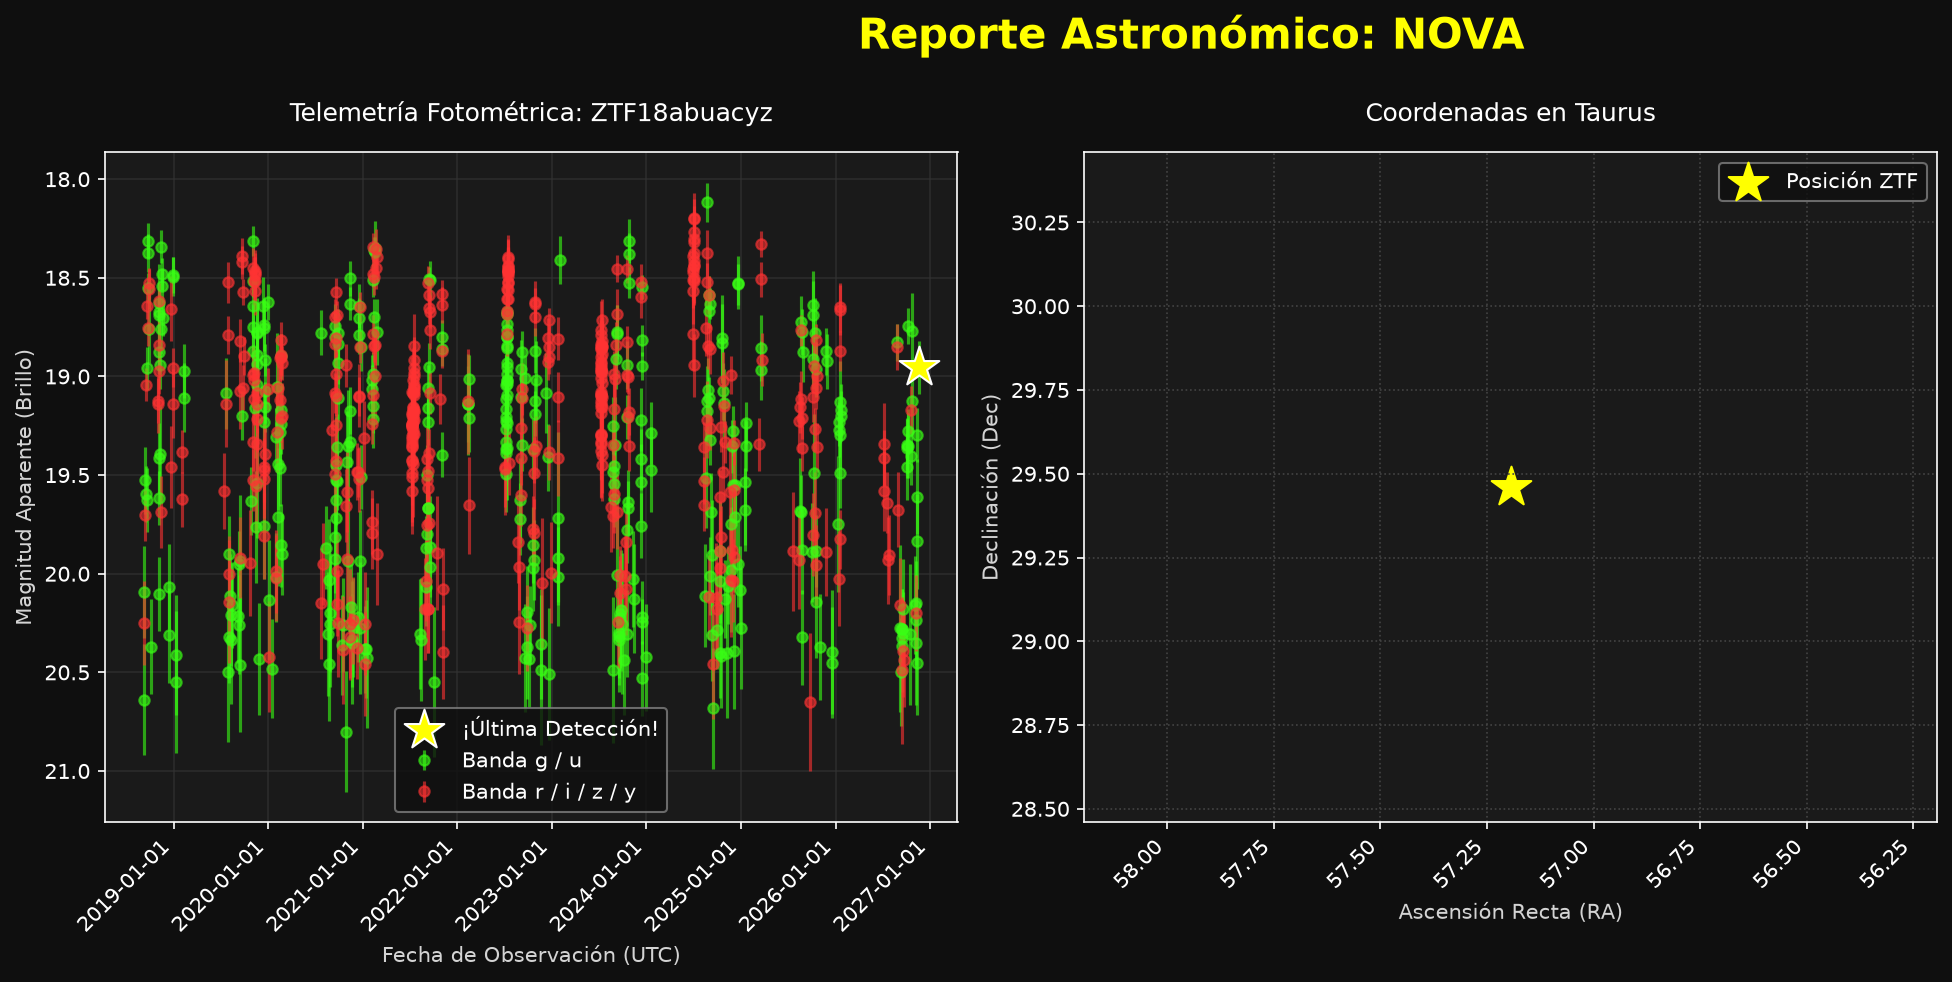 Reporte Astronómico: NOVA
Telemetría Fotométrica: ZTF18abuacyz
Magnitud Aparente (Brillo)
18.0
18.5
19.0
19.5
20.0
20.5
21.0
¡Última Detección!
Banda g / u
Banda r / i / z / y
2019-01-01
2020-01-01
2021-01-01
2022-01-01
2023-01-01
2024-01-01
2025-01-01
2026-01-01
2027-01-01
Fecha de Observación (UTC)
Coordenadas en Taurus
Posición ZTF
Declinación (Dec)
30.25
30.00
29.75
29.50
29.25
29.00
28.75
28.50
58.00
57.75
57.50
57.25
57.00
56.75
56.50
56.25
Ascensión Recta (RA)